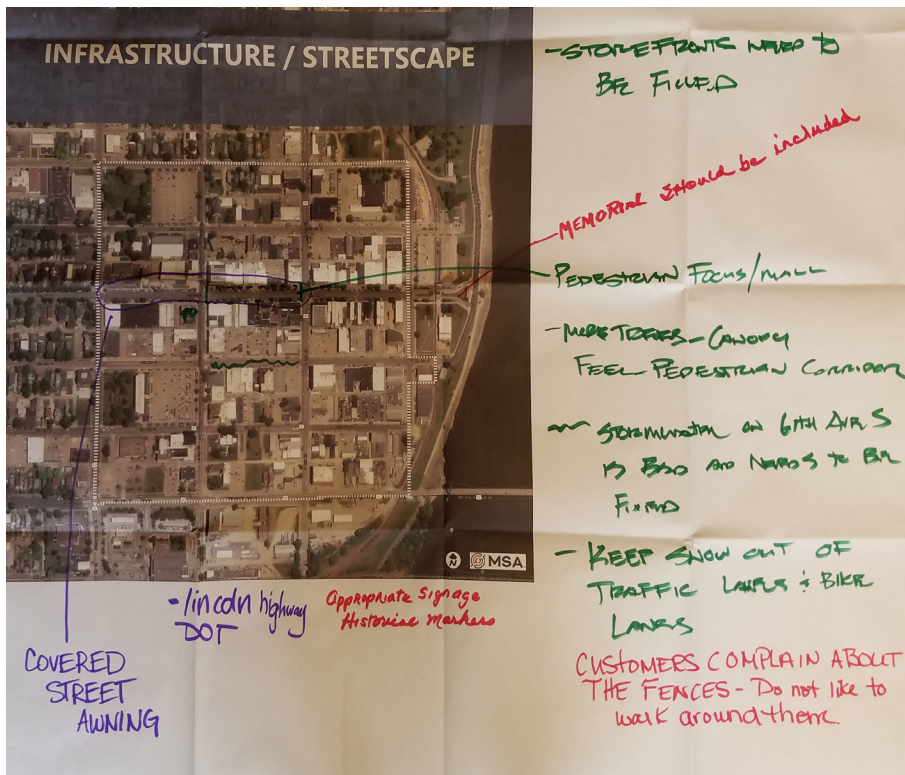 INFRASTRUCTURE / STREETSCAPE
- STOREFRONTS NEED TO
BE FILLED
MEMORIAL should be included
- PEDESTRIAN FOCUS/MALL
- MORE TREES - CANOPY
FEEL - PEDESTRIAN CORRIDOR
STORMWATER ON 6TH AVE S
IS BAD AND NEEDS TO BE
FIXED
- KEEP SNOW OUT OF
TRAFFIC LANES & BIKE
LANES
CUSTOMERS COMPLAIN ABOUT
THE FENCES - Do not like to
walk around them.
N MSA
- lincoln highway
DOT
Appropriate Signage
Historical Markers
COVERED
STREET
AWNING